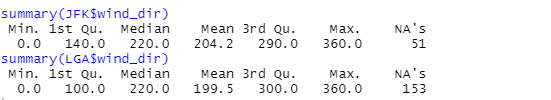 summary(JFK$wind_dir)
Min. 1st Qu. Median Mean 3rd Qu. Max. NA's
0.0 140.0 220.0 204.2 290.0 360.0 51
summary(LGA$wind_dir)
Min. 1st Qu. Median Mean 3rd Qu. Max. NA's
0.0 100.0 220.0 199.5 300.0 360.0 153